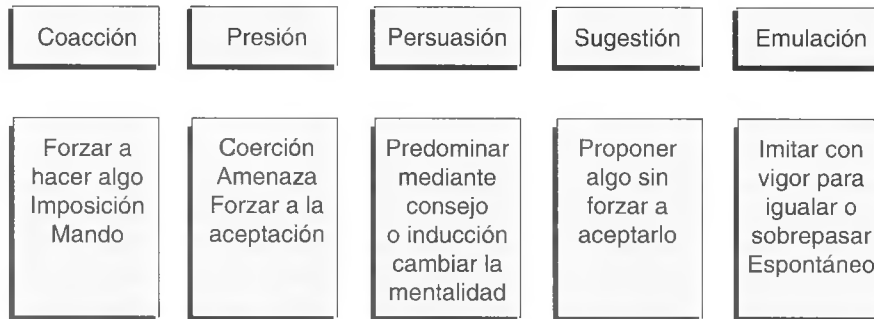 Coacción
Presión
Persuasión
Sugestión
Emulación
Forzar a
hacer algo
Imposición
Mando
Coerción
Amenaza
Forzar a la
aceptación
Predominar
mediante
consejo
o inducción
cambiar la
mentalidad
Proponer
algo sin
forzar a
aceptarlo
Imitar con
vigor para
igualar o
sobrepasar
Espontáneo